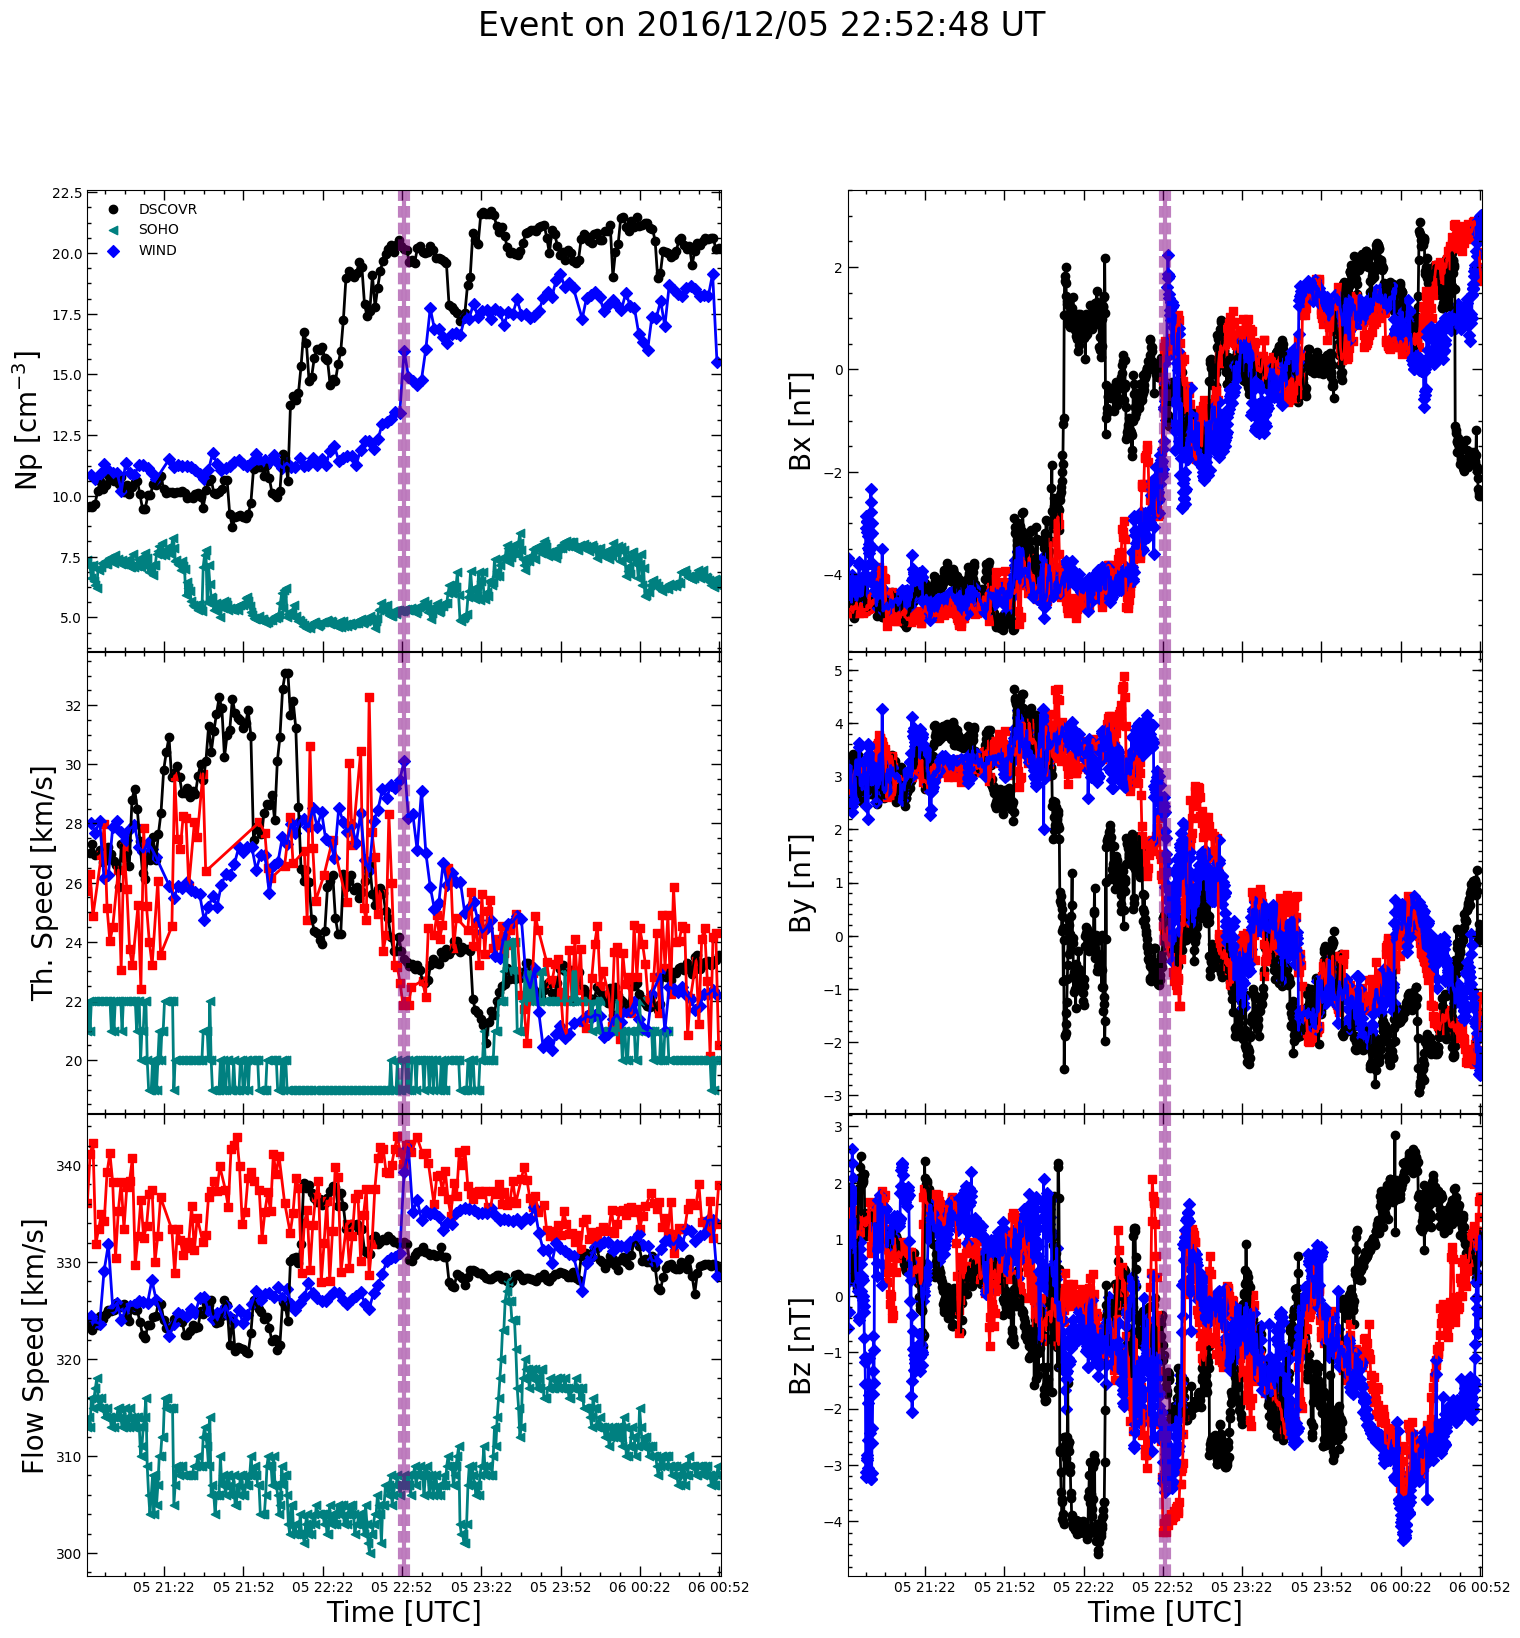 Event on 2016/12/05 22:52:48 UT
DSCOVR
SOHO
WIND
Np [cm⁻³]
22.5
20.0
17.5
15.0
12.5
10.0
7.5
5.0
Bx [nT]
2
0
−2
−4
Th. Speed [km/s]
32
30
28
26
24
22
20
By [nT]
5
4
3
2
1
0
−1
−2
−3
Flow Speed [km/s]
340
330
320
310
300
Bz [nT]
3
2
1
0
−1
−2
−3
−4
05 21:22 05 21:52 05 22:22 05 22:52 05 23:22 05 23:52 06 00:22 06 00:52
Time [UTC]
05 21:22 05 21:52 05 22:22 05 22:52 05 23:22 05 23:52 06 00:22 06 00:52
Time [UTC]